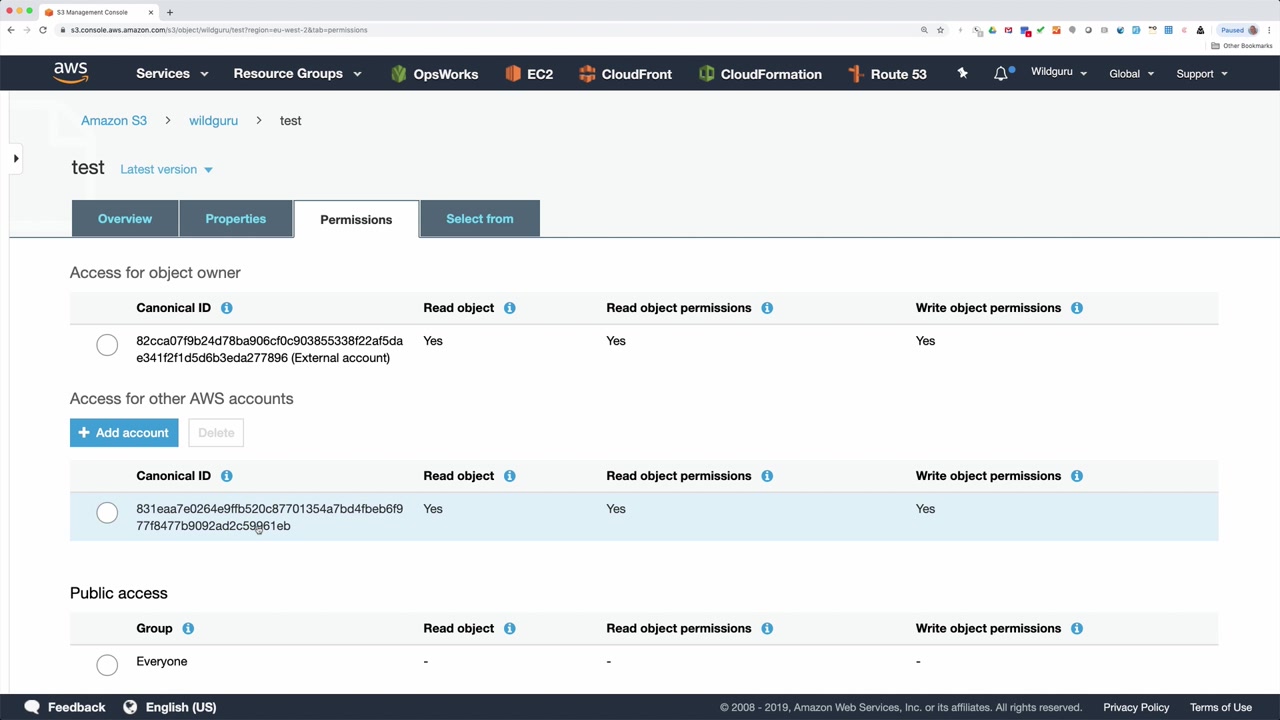 S3 Management Console
s3.console.aws.amazon.com/s3/object/wildguru/test?region=eu-west-2&tab=permissions
Paused
Other Bookmarks
aws Services Resource Groups OpsWorks EC2 CloudFront CloudFormation Route 53 Wildguru Global Support
Amazon S3 > wildguru > test
test Latest version
Overview Properties Permissions Select from
Access for object owner
Canonical ID Read object Read object permissions Write object permissions
82cca07f9b24d78ba906cf0c903855338f22af5da Yes Yes Yes
e341f2f1d5d6b3eda277896 (External account)
Access for other AWS accounts
+ Add account Delete
Canonical ID Read object Read object permissions Write object permissions
831eaa7e0264e9ffb520c87701354a7bd4fbeb6f9 Yes Yes Yes
77f8477b9092ad2c59961eb
Public access
Group Read object Read object permissions Write object permissions
Everyone - - -
Feedback English (US) © 2008 - 2019, Amazon Web Services, Inc. or its affiliates. All rights reserved. Privacy Policy Terms of Use